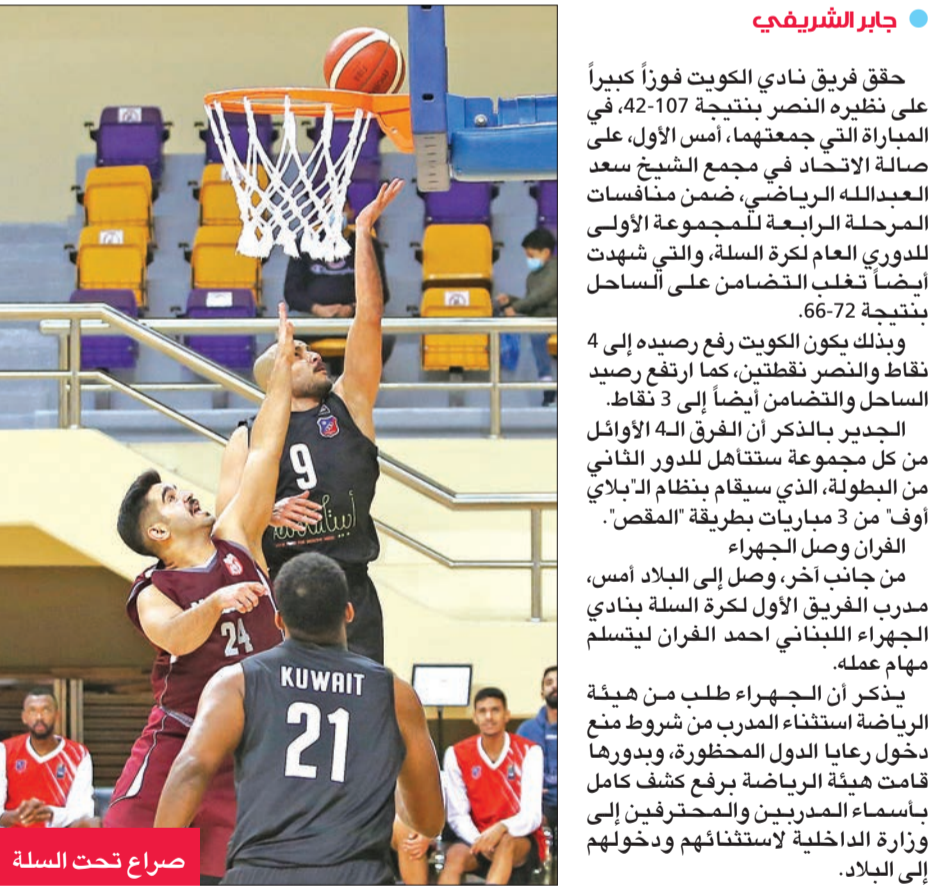 جابر الشريفي
حقق فريق نادي الكويت فوزاً كبيراً
على نظيره النصر بنتيجة 107-42، في
المباراة التي جمعتهما، أمس الأول، على
صالة الاتحاد في مجمع الشيخ سعد
العبدالله الرياضي، ضمن منافسات
المرحلة الرابعة للمجموعة الأولى
للدوري العام لكرة السلة، والتي شهدت
أيضاً تغلب التضامن على الساحل
بنتيجة 72-66.
وبذلك يكون الكويت رفع رصيده إلى 4
نقاط والنصر نقطتين، كما ارتفع رصيد
الساحل والتضامن أيضاً إلى 3 نقاط.
الجدير بالذكر أن الفرق الـ4 الأوائل
من كل مجموعة ستتأهل للدور الثاني
من البطولة، الذي سيقام بنظام الـ"بلاي
أوف" من 3 مباريات بطريقة "المقص".
الفران وصل الجهراء
من جانب آخر، وصل إلى البلاد أمس،
مدرب الفريق الأول لكرة السلة بنادي
الجهراء اللبناني احمد الفران ليتسلم
مهام عمله.
يذكر أن الجهراء طلب من هيئة
الرياضة استثناء المدرب من شروط منع
دخول رعايا الدول المحظورة، وبدورها
قامت هيئة الرياضة برفع كشف كامل
بأسماء المدربين والمحترفين إلى
وزارة الداخلية لاستثنائهم ودخولهم
إلى البلاد.
9
24
KUWAIT
21
صراع تحت السلة